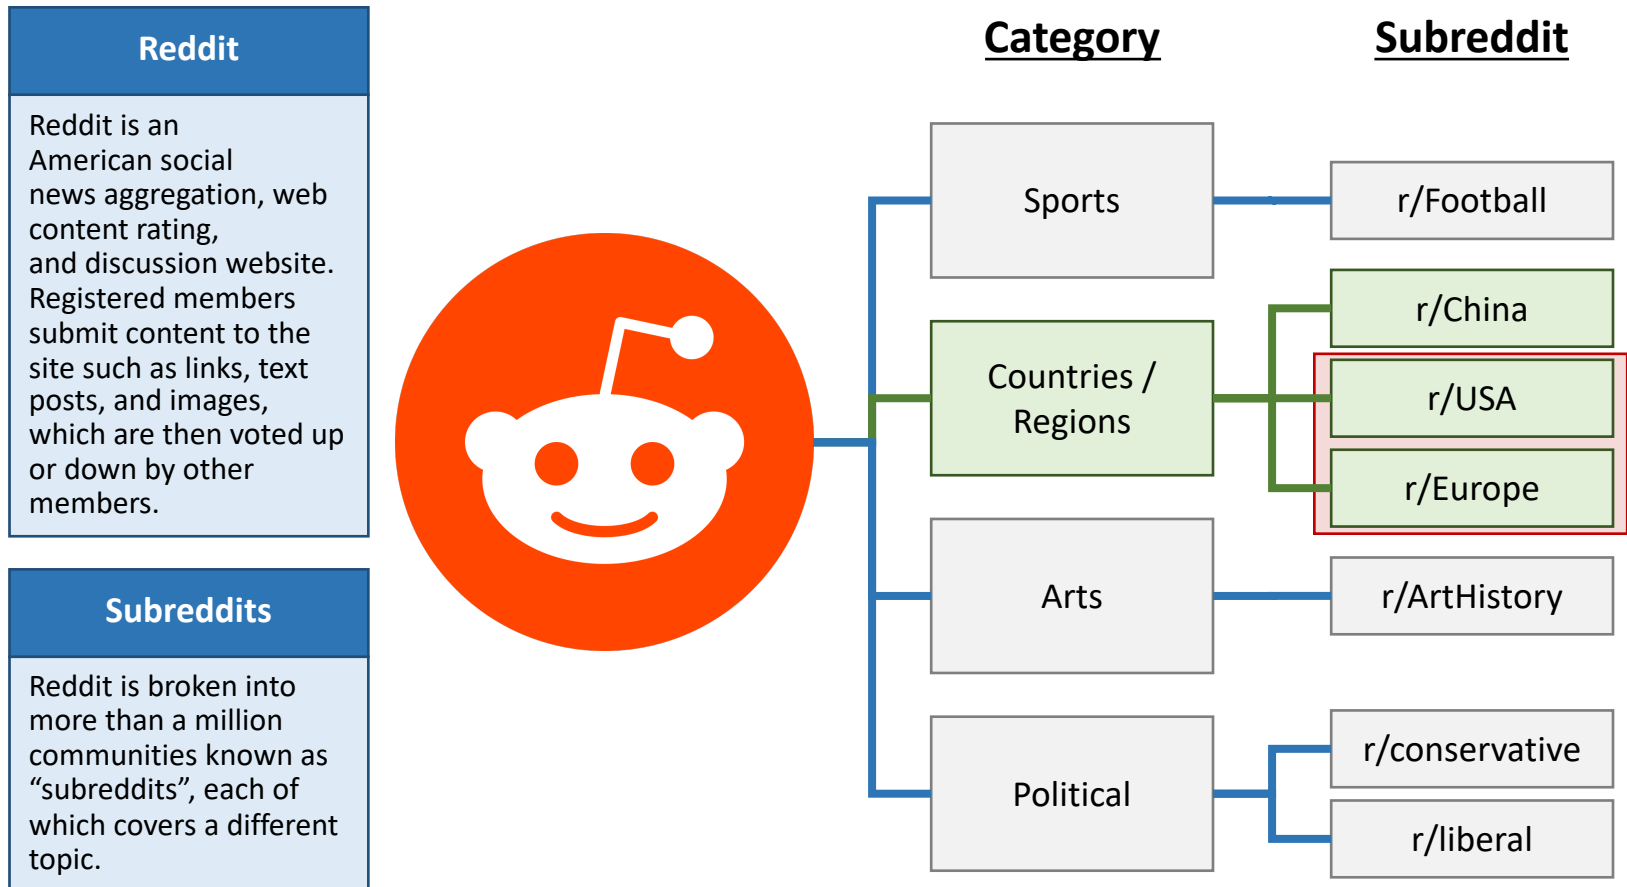 Reddit
Reddit is an
American social
news aggregation, web
content rating,
and discussion website.
Registered members
submit content to the
site such as links, text
posts, and images,
which are then voted up
or down by other
members.
Subreddits
Reddit is broken into
more than a million
communities known as
“subreddits”, each of
which covers a different
topic.
Category
Subreddit
Sports
r/Football
Countries /
Regions
r/China
r/USA
r/Europe
Arts
r/ArtHistory
Political
r/conservative
r/liberal